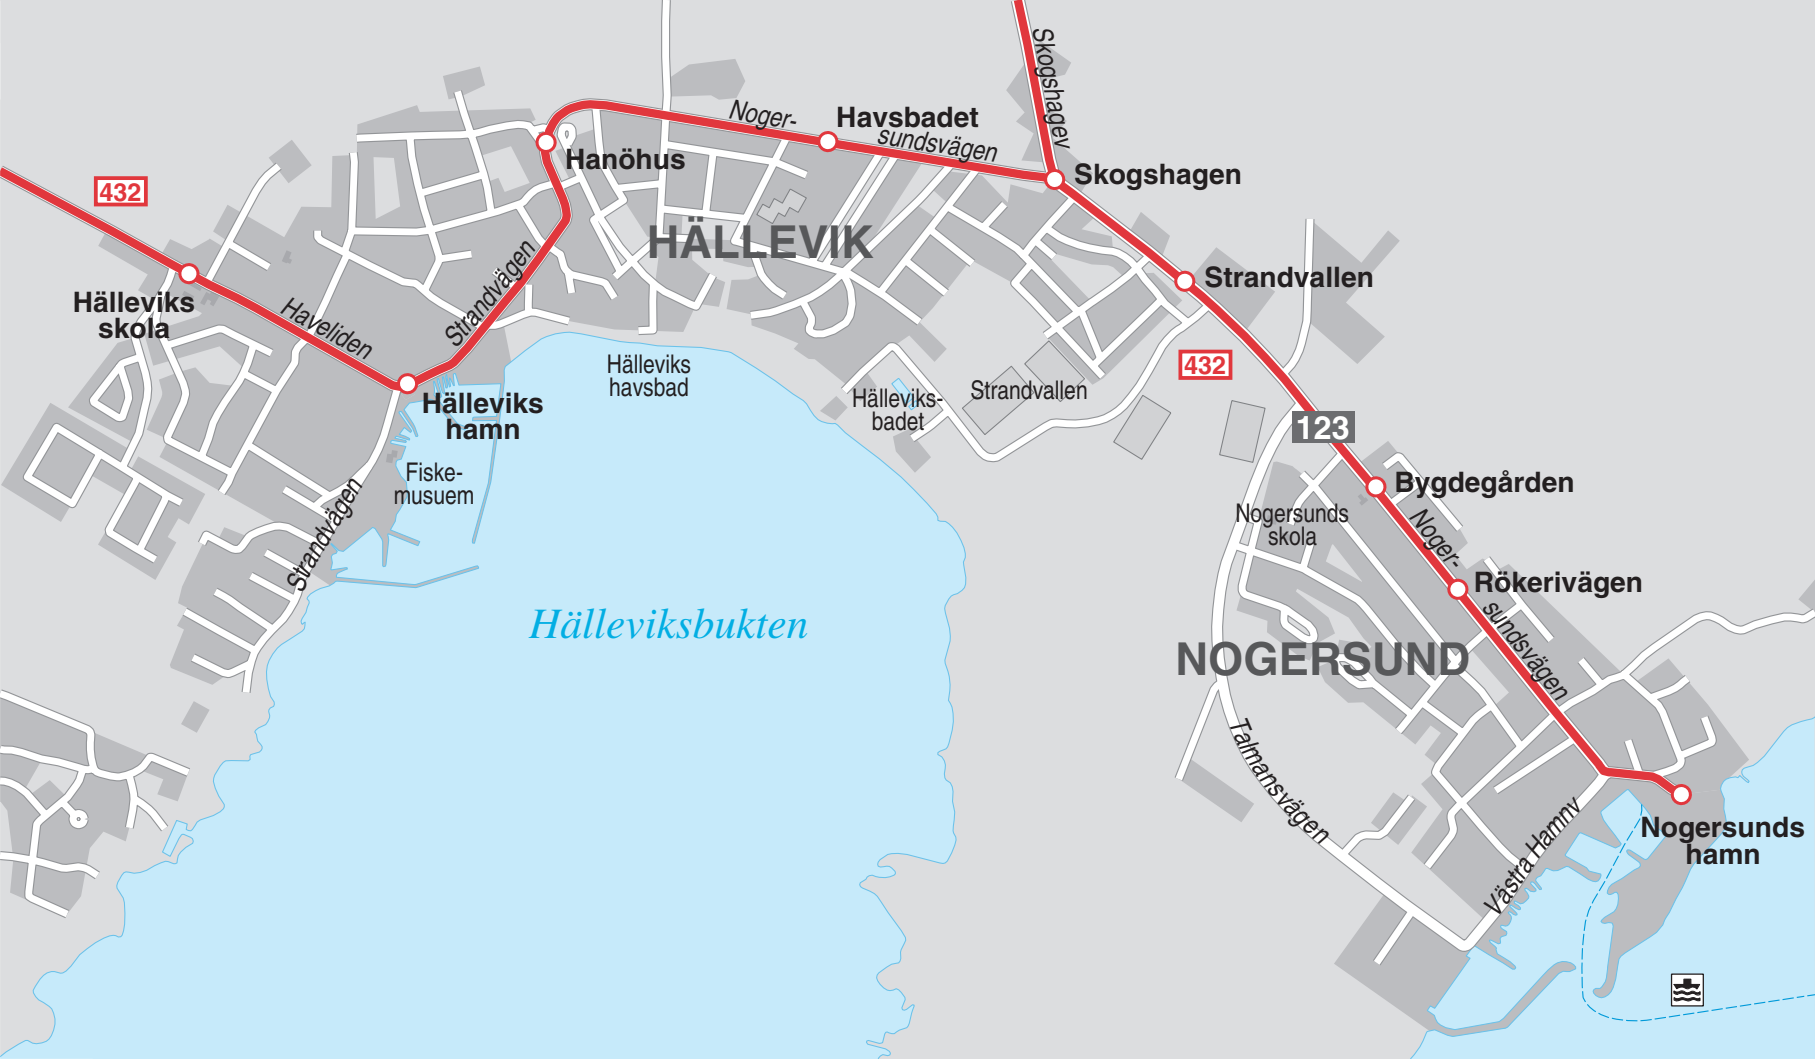 Skogshagev
Noger-
sundsvägen
Havsbadet
Hanöhus
Skogshagen
432
HÄLLEVIK
Strandvägen
Strandvallen
Hälleviks
skola
Haveliden
Hälleviks
havsbad
432
Hälleviks-
badet
Strandvallen
Hälleviks
hamn
123
Fiske-
musuem
Bygdegården
Strandvägen
Nogersunds
skola
Noger-
sundsvägen
Rökerivägen
Hälleviksbukten
NOGERSUND
Talmansvägen
Västra Hamnv
Nogersunds
hamn